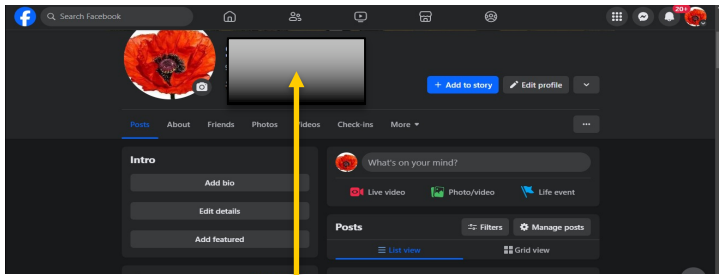 Search Facebook
20+
+ Add to story
Edit profile
Posts About Friends Photos Videos Check-ins More
Intro
What's on your mind?
Add bio
Live video Photo/video Life event
Edit details
Posts Filters Manage posts
Add featured
List view Grid view